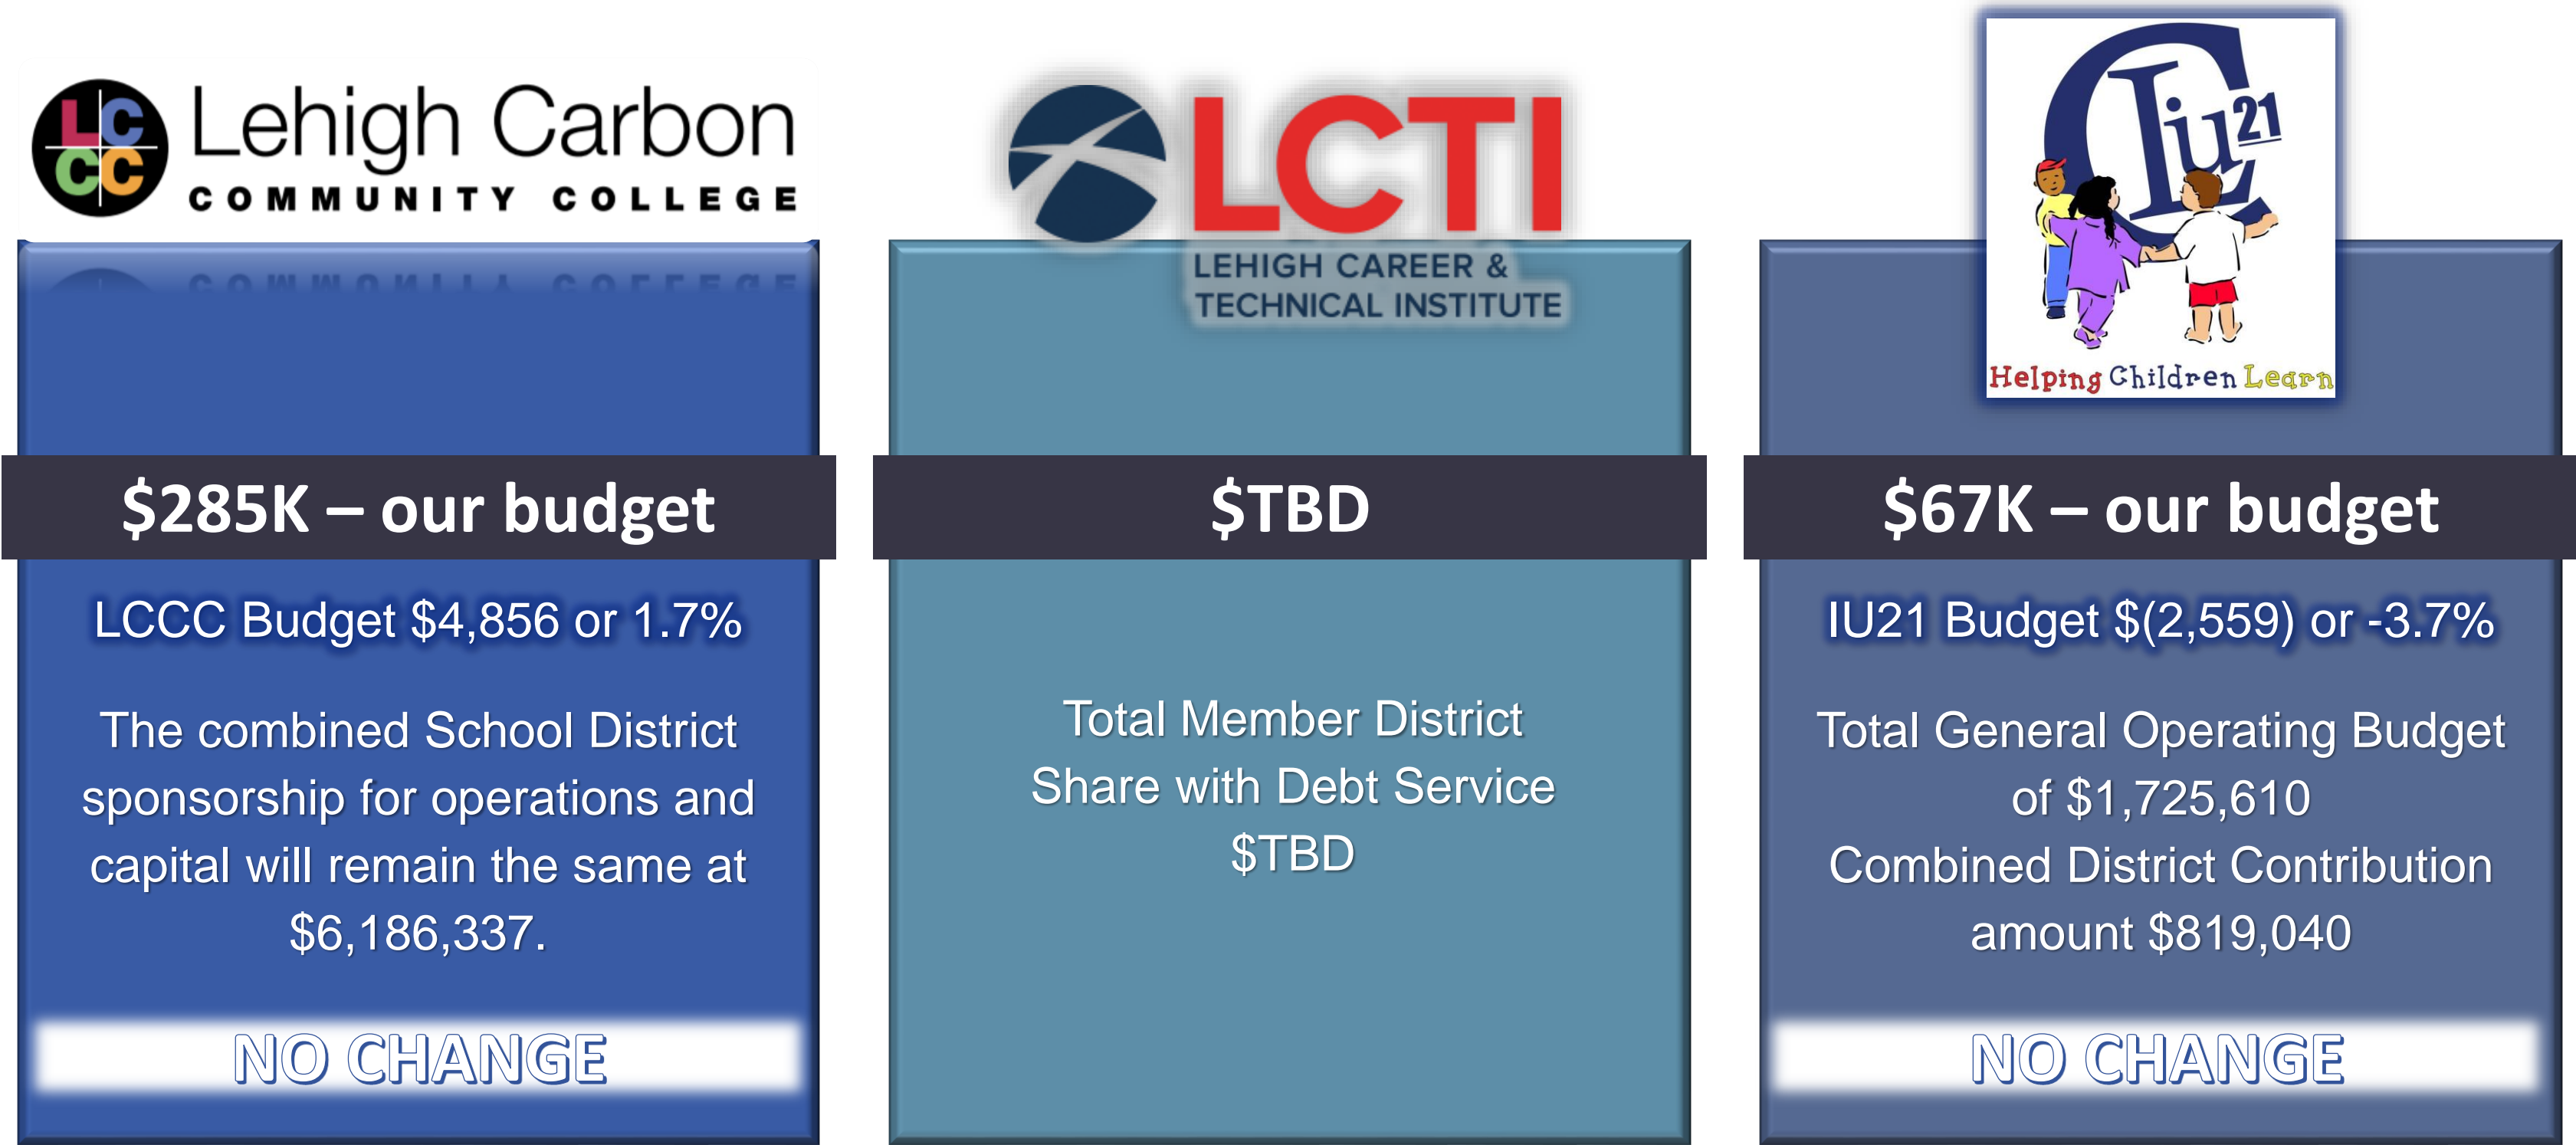 LC
CC
Lehigh Carbon
COMMUNITY COLLEGE
$285K – our budget
LCCC Budget $4,856 or 1.7%
The combined School District
sponsorship for operations and
capital will remain the same at
$6,186,337.
NO CHANGE
LCTI
LEHIGH CAREER &
TECHNICAL INSTITUTE
$TBD
Total Member District
Share with Debt Service
$TBD
CLiu21
Helping Children Learn
$67K – our budget
IU21 Budget $(2,559) or -3.7%
Total General Operating Budget
of $1,725,610
Combined District Contribution
amount $819,040
NO CHANGE